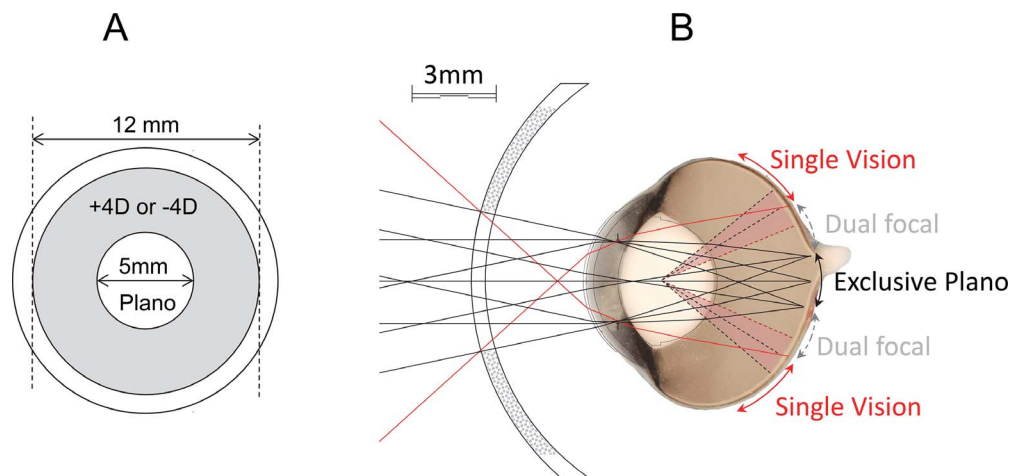 A
B
3mm
12 mm
+4D or -4D
5mm
Plano
Single Vision
Dual focal
Exclusive Plano
Dual focal
Single Vision